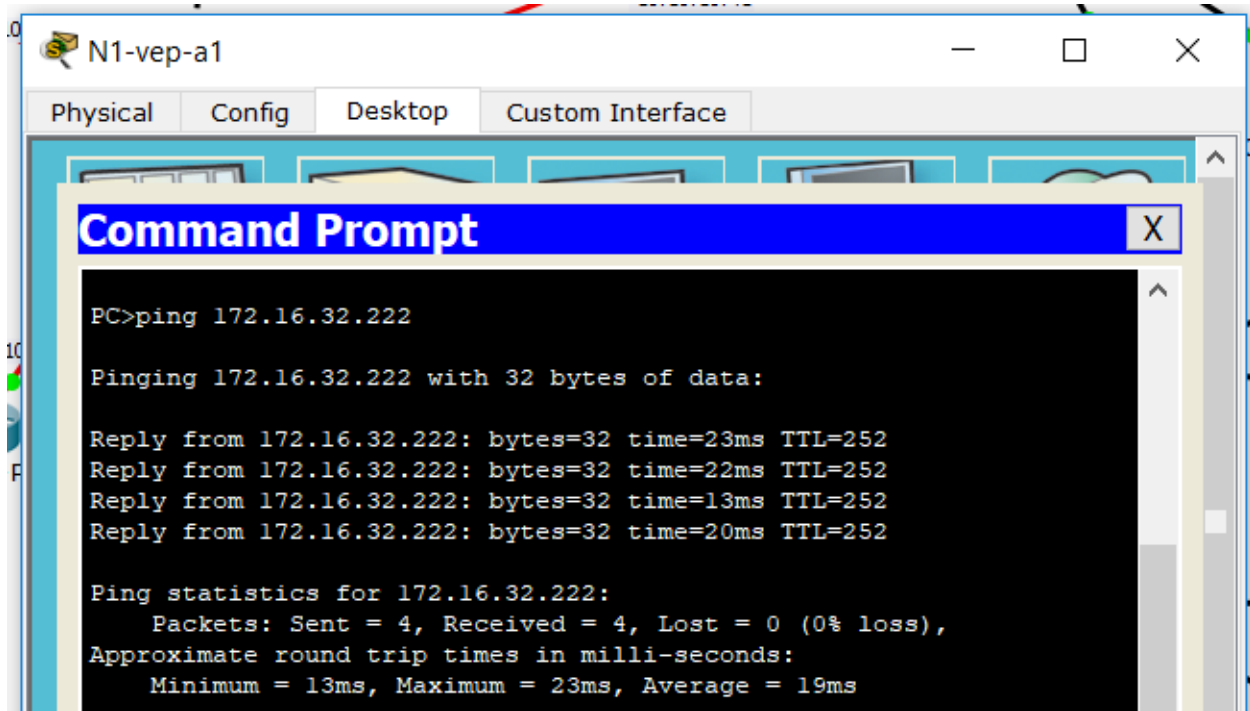 N1-vep-a1
Physical Config Desktop Custom Interface
Command Prompt
X
PC>ping 172.16.32.222
Pinging 172.16.32.222 with 32 bytes of data:
Reply from 172.16.32.222: bytes=32 time=23ms TTL=252
Reply from 172.16.32.222: bytes=32 time=22ms TTL=252
Reply from 172.16.32.222: bytes=32 time=13ms TTL=252
Reply from 172.16.32.222: bytes=32 time=20ms TTL=252
Ping statistics for 172.16.32.222:
Packets: Sent = 4, Received = 4, Lost = 0 (0% loss),
Approximate round trip times in milli-seconds:
Minimum = 13ms, Maximum = 23ms, Average = 19ms